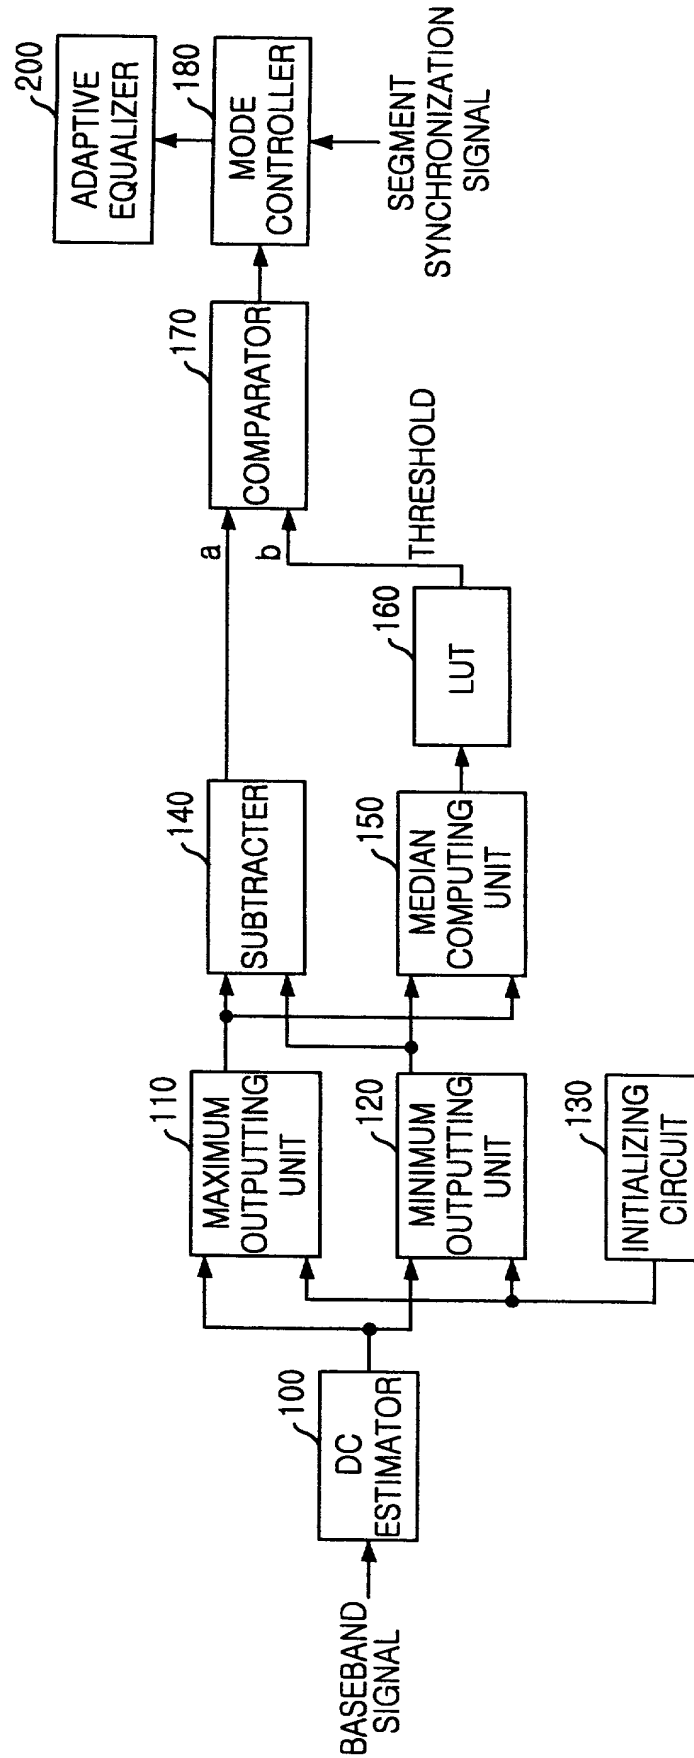 BASEBAND
SIGNAL
100
DC
ESTIMATOR
110
MAXIMUM
OUTPUTTING
UNIT
120
MINIMUM
OUTPUTTING
UNIT
130
INITIALIZING
CIRCUIT
140
SUBTRACTER
150
MEDIAN
COMPUTING
UNIT
160
LUT
THRESHOLD
a
b
170
COMPARATOR
180
MODE
CONTROLLER
SEGMENT
SYNCHRONIZATION
SIGNAL
200
ADAPTIVE
EQUALIZER